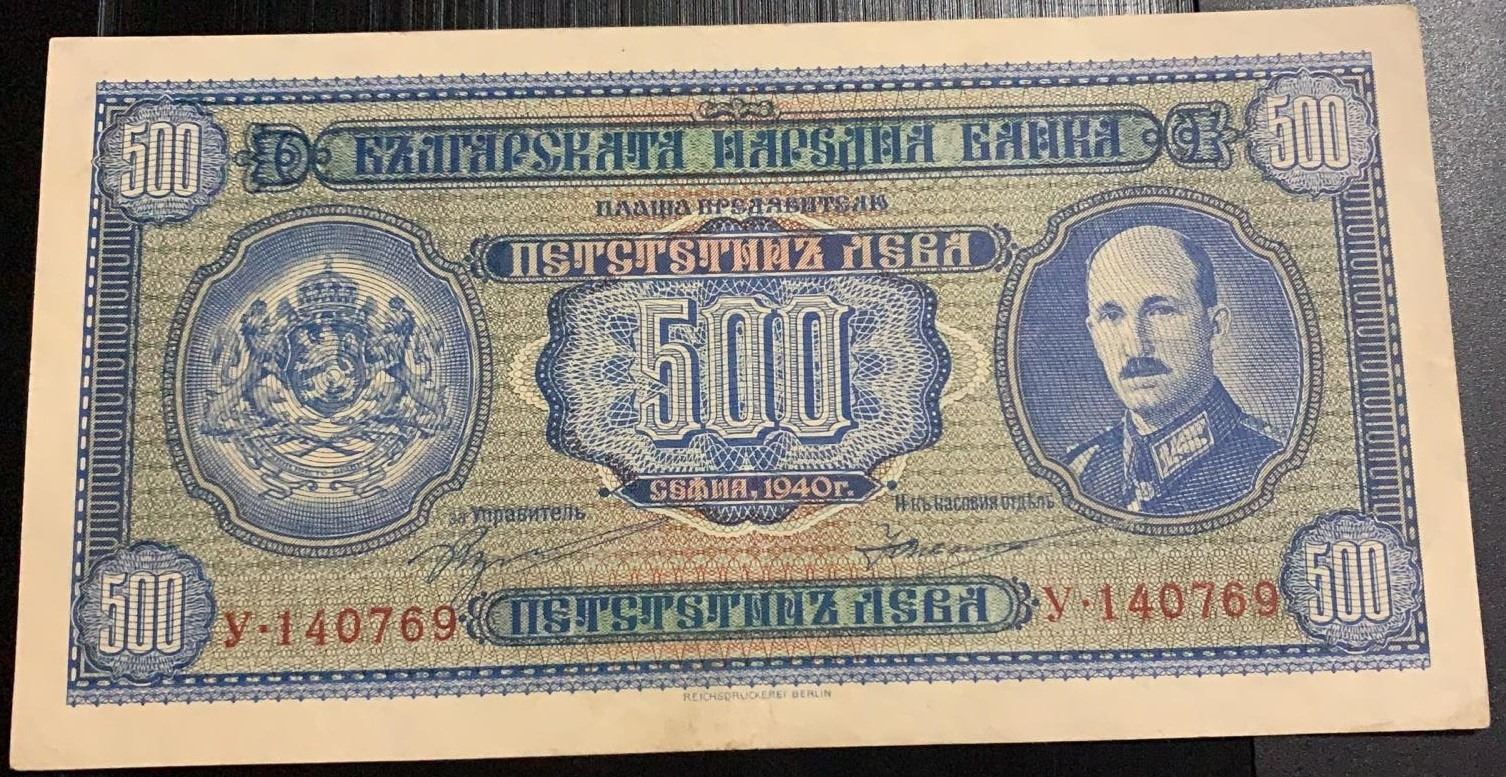 500
500
БЪЛГАРСКАТА НАРОДНА БАНКА
ПЛАЩА ПРЕДЯВИТЕЛЮ
ПЕТСТОТИНЪ ЛЕВА
500
СОФИЯ, 1940 г.
за Управитель
Н-къ касовия отдѣлъ
500
У·140769
ПЕТСТОТИНЪ ЛЕВА
У·140769
500
REICHSDRUCKEREI BERLIN